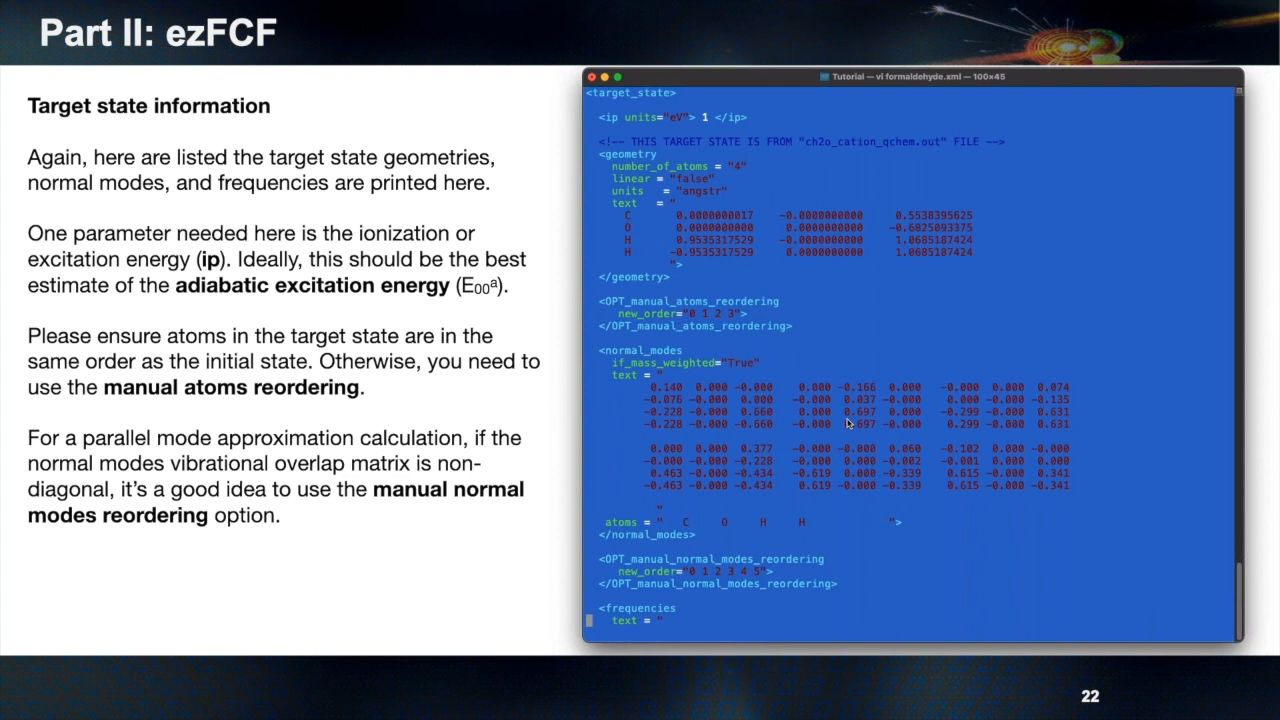 Part II: ezFCF
Target state information
Again, here are listed the target state geometries,
normal modes, and frequencies are printed here.
One parameter needed here is the ionization or
excitation energy (ip). Ideally, this should be the best
estimate of the adiabatic excitation energy (E₀₀ᵃ).
Please ensure atoms in the target state are in the
same order as the initial state. Otherwise, you need to
use the manual atoms reordering.
For a parallel mode approximation calculation, if the
normal modes vibrational overlap matrix is non-
diagonal, it's a good idea to use the manual normal
modes reordering option.
Tutorial — vi formaldehyde.xml — 100×45
<target_state>
<ip units="eV"> 1 </ip>
<!-- THIS TARGET STATE IS FROM "ch2o_cation_qchem.out" FILE -->
<geometry
number_of_atoms = "4"
linear = "false"
units = "angstr"
text = "
C 0.0000000017 -0.0000000000 0.5538395625
O 0.0000000000 0.0000000000 -0.6825093375
H 0.9535317529 -0.0000000000 1.0685187424
H -0.9535317529 0.0000000000 1.0685187424
">
</geometry>
<OPT_manual_atoms_reordering
new_order="0 1 2 3">
</OPT_manual_atoms_reordering>
<normal_modes
if_mass_weighted="True"
text = "
0.140 0.000 -0.000 0.000 -0.166 0.000 -0.000 0.000 0.074
-0.076 -0.000 0.000 -0.000 0.037 -0.000 0.000 -0.000 -0.135
-0.228 -0.000 0.660 0.000 0.697 0.000 -0.299 -0.000 0.631
-0.228 -0.000 -0.660 -0.000 0.697 -0.000 0.299 -0.000 0.631
0.000 0.000 0.377 -0.000 -0.000 0.060 -0.102 0.000 -0.000
-0.000 -0.000 -0.228 -0.000 0.000 -0.002 -0.001 0.000 0.000
0.463 -0.000 -0.434 -0.619 0.000 -0.339 0.615 -0.000 0.341
-0.463 -0.000 -0.434 0.619 -0.000 -0.339 0.615 -0.000 -0.341
"
atoms = " C O H H ">
</normal_modes>
<OPT_manual_normal_modes_reordering
new_order="0 1 2 3 4 5">
</OPT_manual_normal_modes_reordering>
<frequencies
text = "
22